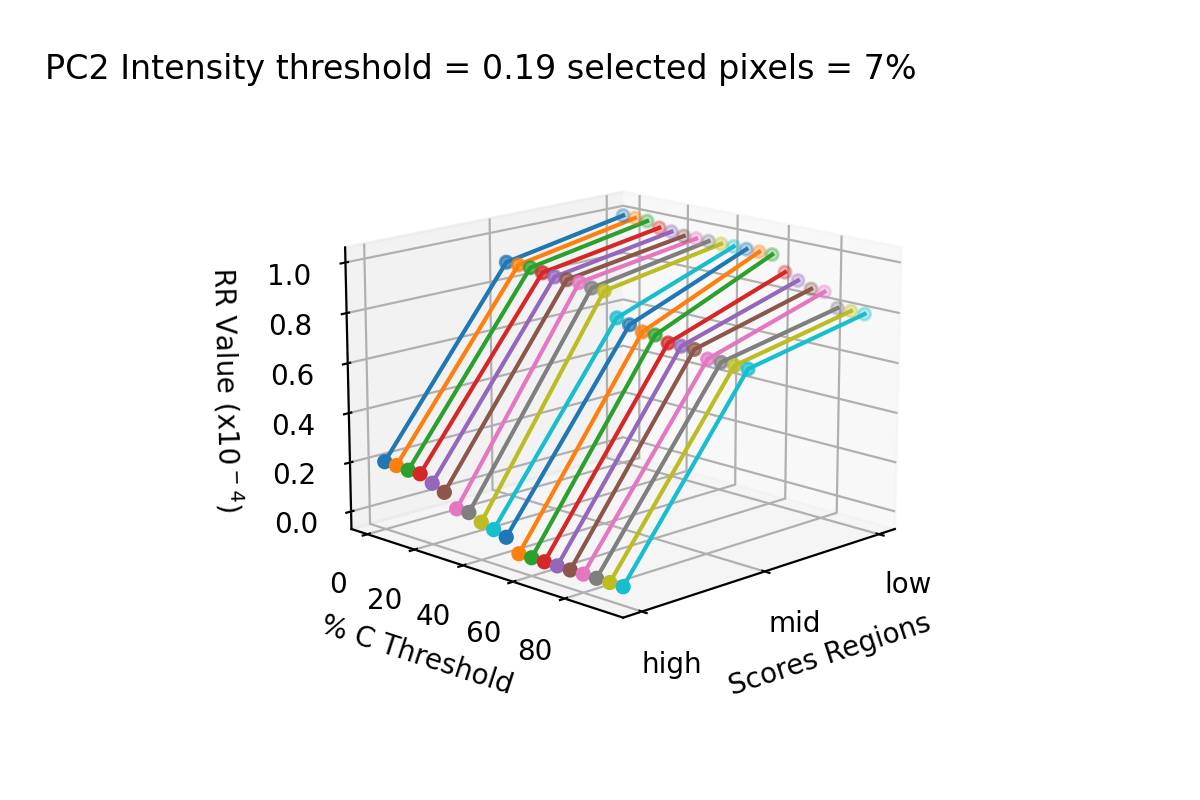 PC2 Intensity threshold = 0.19 selected pixels = 7%
RR Value (x10⁻⁴)
1.0
0.8
0.6
0.4
0.2
0.0
0
20
40
60
80
% C Threshold
high
mid
low
Scores Regions